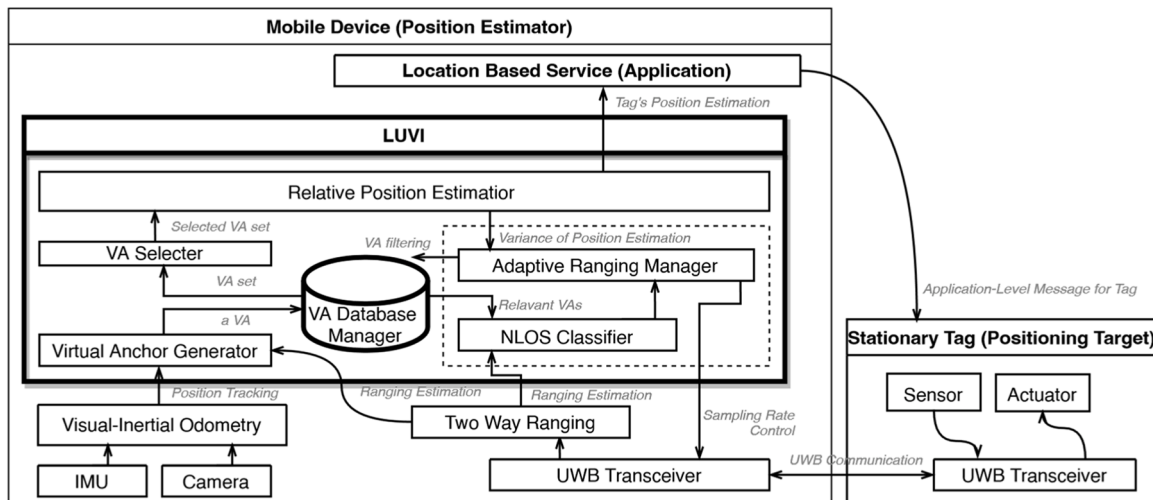 Mobile Device (Position Estimator)
Location Based Service (Application)
Tag's Position Estimation
LUVI
Relative Position Estimatior
Selected VA set
VA filtering
Variance of Position Estimation
VA Selecter
Adaptive Ranging Manager
VA set
Relavant VAs
Application-Level Message for Tag
a VA
VA Database
Manager
NLOS Classifier
Virtual Anchor Generator
Stationary Tag (Positioning Target)
Position Tracking
Ranging Estimation
Ranging Estimation
Sensor
Actuator
Visual-Inertial Odometry
Two Way Ranging
Sampling Rate
Control
UWB Communication
IMU
Camera
UWB Transceiver
UWB Transceiver